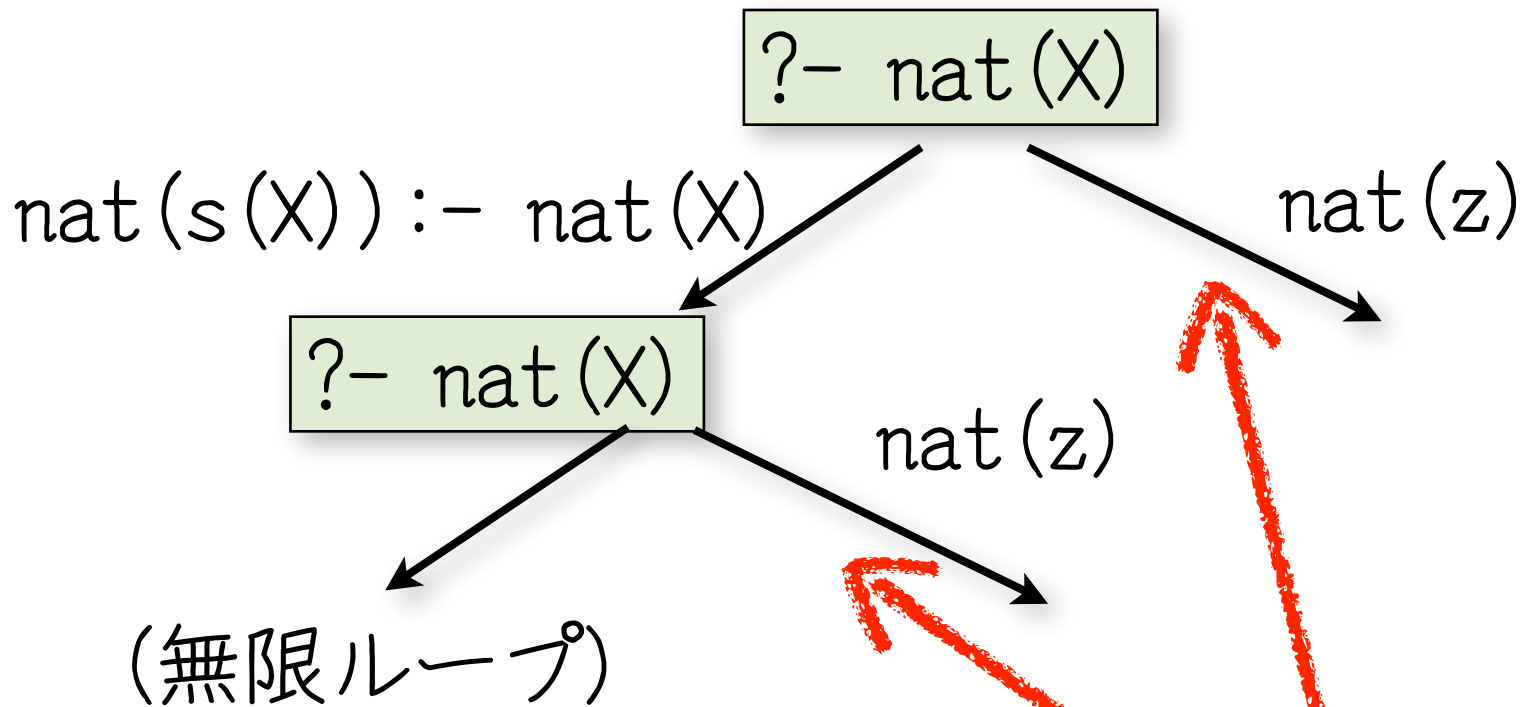 ?- nat(X)
nat(s(X)):- nat(X)
nat(z)
?- nat(X)
nat(z)
(無限ループ)